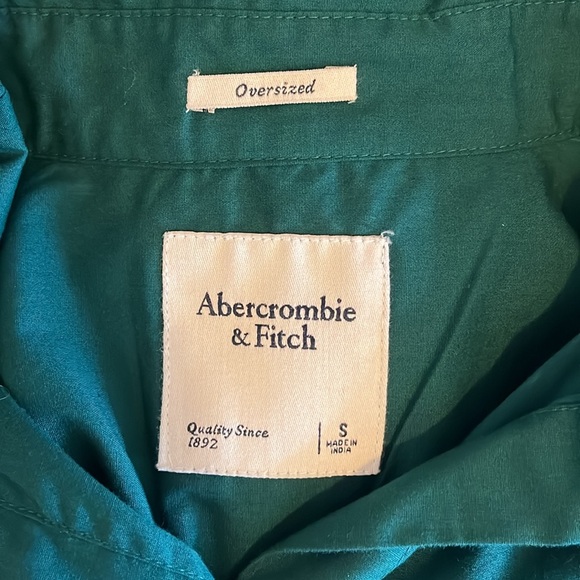 Oversized
Abercrombie
& Fitch
Quality Since
1892
S
MADE IN
INDIA